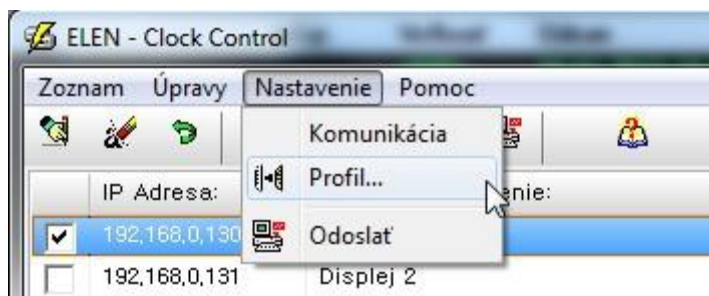 ELEN - Clock Control
Zoznam Úpravy Nastavenie Pomoc
Komunikácia
Profil...
IP Adresa: enie:
Odoslať
192,168,0,130
192,168,0,131 Displej 2